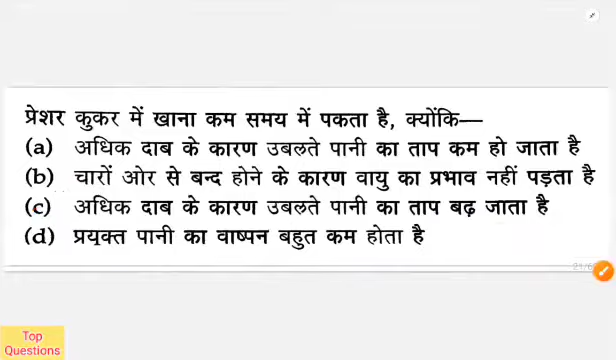 प्रेशर कुकर में खाना कम समय में पकता है, क्योंकि—
(a) अधिक दाब के कारण उबलते पानी का ताप कम हो जाता है
(b) चारों ओर से बन्द होने के कारण वायु का प्रभाव नहीं पड़ता है
(c) अधिक दाब के कारण उबलते पानी का ताप बढ़ जाता है
(d) प्रयुक्त पानी का वाष्पन बहुत कम होता है
Top
Questions